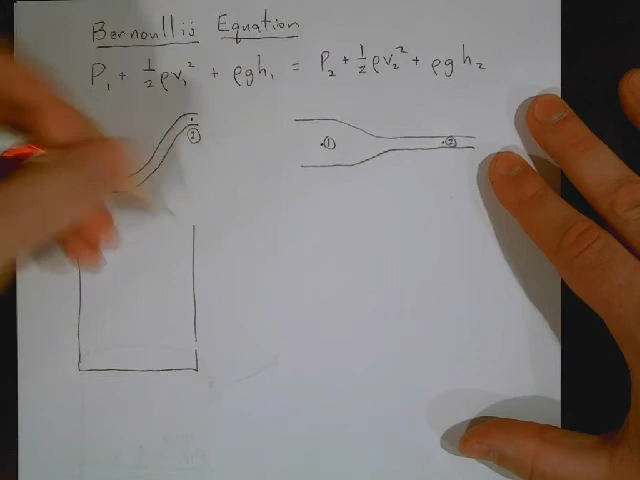 Bernoulli's Equation
P₁ + ½ρv₁² + ρgh₁ = P₂ + ½ρv₂² + ρgh₂
② ① ②